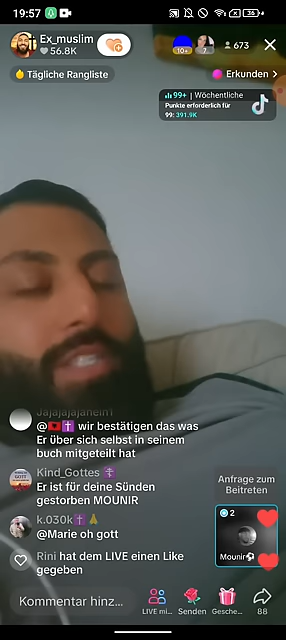 19:57
36
Ex_muslim
56.8K
10+
7
673
Tägliche Rangliste
Erkunden >
99+ | Wöchentliche
Punkte erforderlich für
99: 391.9K
@ wir bestätigen das was
Er über sich selbst in seinem
buch mitgeteilt hat
Kind_Gottes
Er ist für deine Sünden
gestorben MOUNIR
k.030k
@Marie oh gott
Rini hat dem LIVE einen Like
gegeben
Anfrage zum
Beitreten
2
Mounir
Kommentar hinz...
LIVE mi...
Senden
Gesche...
88